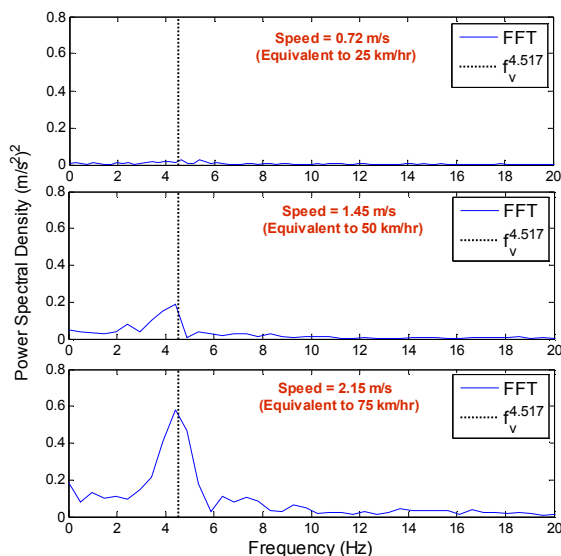 Power Spectral Density (m/s²)²
0.8
0.6
0.4
0.2
0
Speed = 0.72 m/s
(Equivalent to 25 km/hr)
FFT
f_v^4.517
0 2 4 6 8 10 12 14 16 18 20
0.8
0.6
0.4
0.2
0
Speed = 1.45 m/s
(Equivalent to 50 km/hr)
FFT
f_v^4.517
0 2 4 6 8 10 12 14 16 18 20
0.8
0.6
0.4
0.2
0
Speed = 2.15 m/s
(Equivalent to 75 km/hr)
FFT
f_v^4.517
0 2 4 6 8 10 12 14 16 18 20
Frequency (Hz)